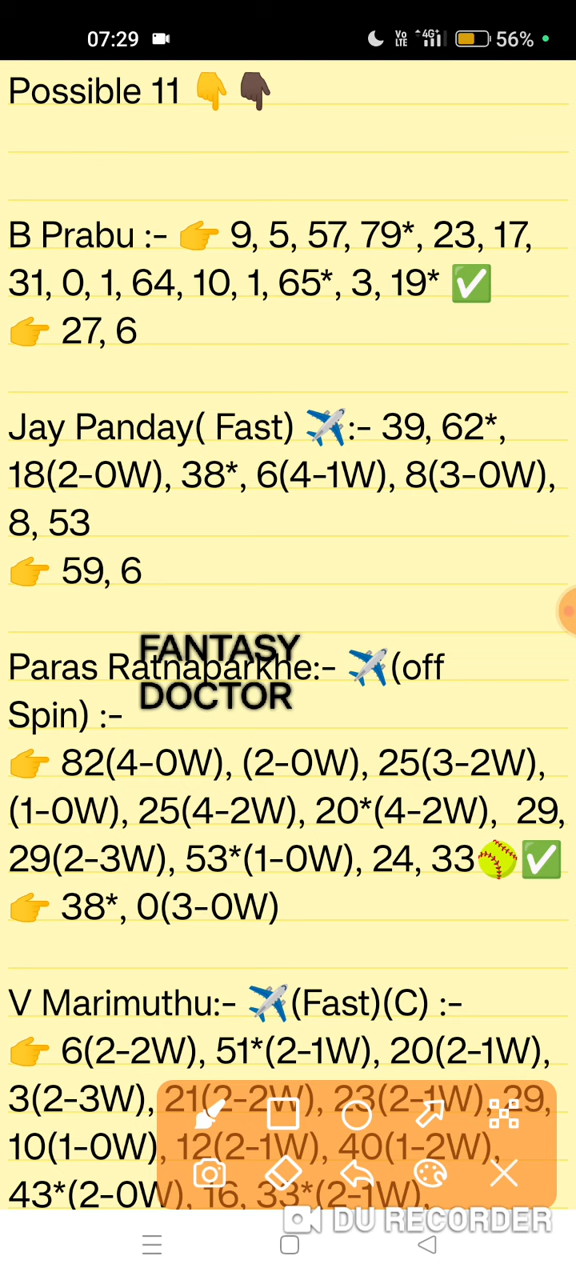 07:29 Vo LTE 4G+ 56%
Possible 11 👇👇🏿
B Prabu :- 👉 9, 5, 57, 79*, 23, 17,
31, 0, 1, 64, 10, 1, 65*, 3, 19* ✅
👉 27, 6
Jay Panday( Fast) ✈️:- 39, 62*,
18(2-0W), 38*, 6(4-1W), 8(3-0W),
8, 53
👉 59, 6
FANTASY
Paras Ratnaparkhe:- ✈️(off
DOCTOR
Spin) :-
👉 82(4-0W), (2-0W), 25(3-2W),
(1-0W), 25(4-2W), 20*(4-2W), 29,
29(2-3W), 53*(1-0W), 24, 33🥎✅
👉 38*, 0(3-0W)
V Marimuthu:- ✈️(Fast)(C) :-
👉 6(2-2W), 51*(2-1W), 20(2-1W),
3(2-3W), 21(2-2W), 23(2-1W), 29,
10(1-0W), 12(2-1W), 40(1-2W),
43*(2-0W), 16, 33*(2-1W),
DU RECORDER